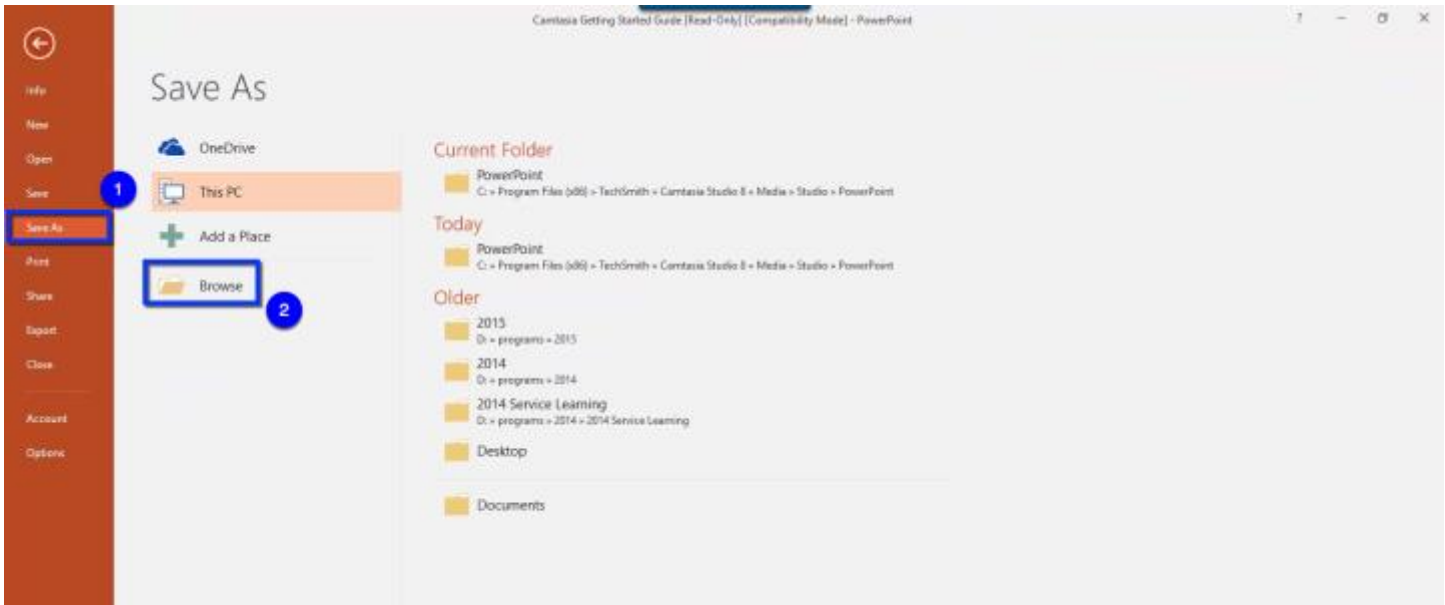 Camtasia Getting Started Guide [Read-Only] [Compatibility Mode] - PowerPoint
?
Info
New
Open
Save
Save As
Print
Share
Export
Close
Account
Options
1
Save As
OneDrive
This PC
Add a Place
Browse
2
Current Folder
PowerPoint
C: » Program Files (x86) » TechSmith » Camtasia Studio 8 » Media » Studio » PowerPoint
Today
PowerPoint
C: » Program Files (x86) » TechSmith » Camtasia Studio 8 » Media » Studio » PowerPoint
Older
2015
D: » programs » 2015
2014
D: » programs » 2014
2014 Service Learning
D: » programs » 2014 » 2014 Service Learning
Desktop
Documents